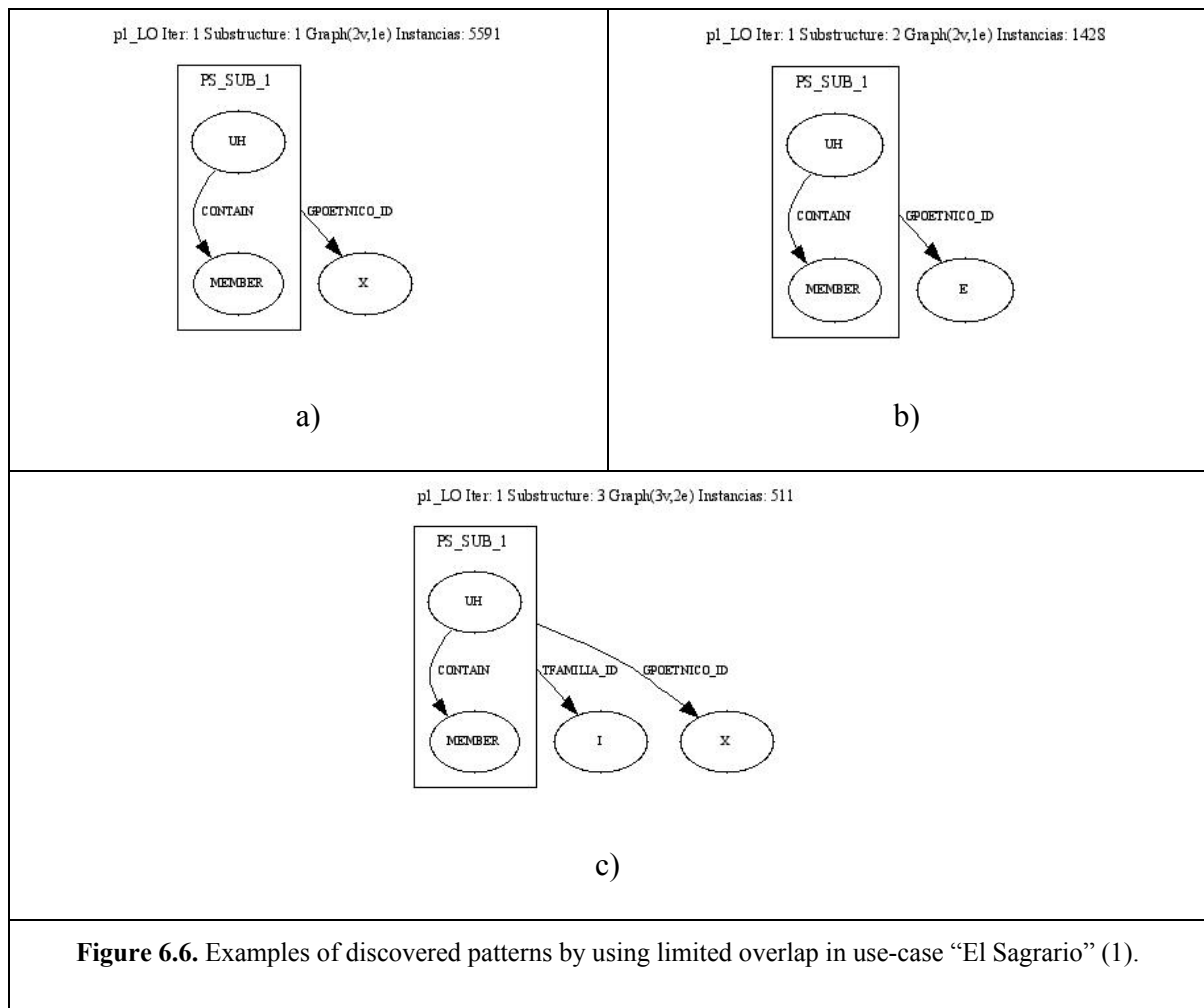 p1_LO Iter: 1 Substructure: 1 Graph(2v,1e) Instancias: 5591
PS_SUB_1
UH
CONTAIN
GPOETNICO_ID
MEMBER
X
a)
p1_LO Iter: 1 Substructure: 2 Graph(2v,1e) Instancias: 1428
PS_SUB_1
UH
CONTAIN
GPOETNICO_ID
MEMBER
E
b)
p1_LO Iter: 1 Substructure: 3 Graph(3v,2e) Instancias: 511
PS_SUB_1
UH
CONTAIN
TFAMILIA_ID
GPOETNICO_ID
MEMBER
I
X
c)
Figure 6.6. Examples of discovered patterns by using limited overlap in use-case “El Sagrario” (1).